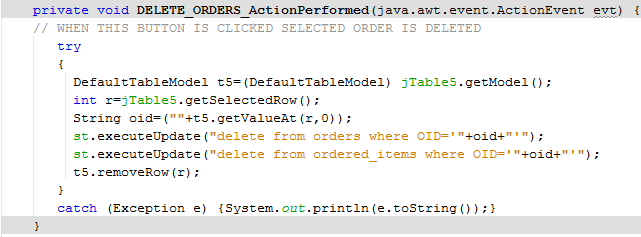 private void DELETE_ORDERS_ActionPerformed(java.awt.event.ActionEvent evt) {
// WHEN THIS BUTTON IS CLICKED SELECTED ORDER IS DELETED
try
{
DefaultTableModel t5=(DefaultTableModel) jTable5.getModel();
int r=jTable5.getSelectedRow();
String oid=(""+t5.getValueAt(r,0));
st.executeUpdate("delete from orders where OID='"+oid+"'");
st.executeUpdate("delete from ordered_items where OID='"+oid+"'");
t5.removeRow(r);
}
catch (Exception e) {System.out.println(e.toString());}
}